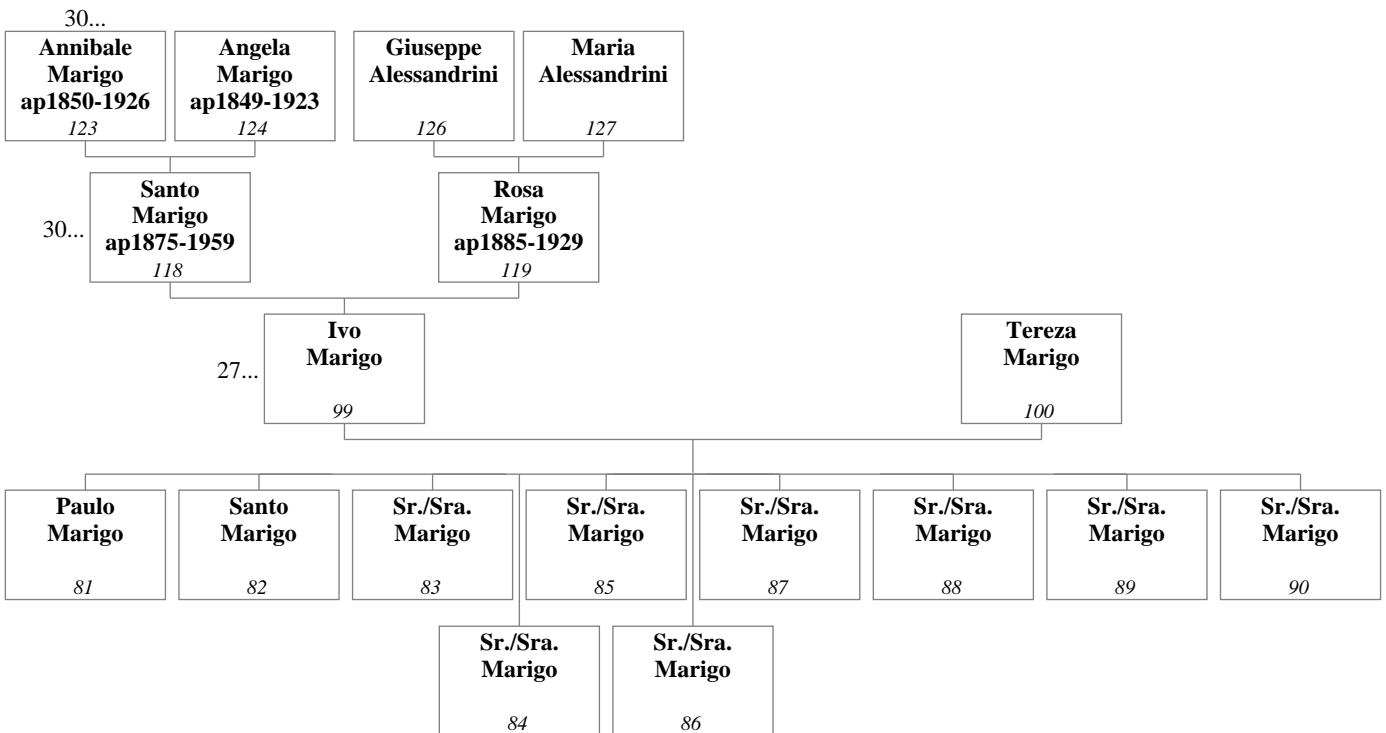 30...
Annibale
Marigo
ap1850-1926
123
Angela
Marigo
ap1849-1923
124
Giuseppe
Alessandrini
126
Maria
Alessandrini
127
30...
Santo
Marigo
ap1875-1959
118
Rosa
Marigo
ap1885-1929
119
27...
Ivo
Marigo
99
Tereza
Marigo
100
Paulo
Marigo
81
Santo
Marigo
82
Sr./Sra.
Marigo
83
Sr./Sra.
Marigo
85
Sr./Sra.
Marigo
87
Sr./Sra.
Marigo
88
Sr./Sra.
Marigo
89
Sr./Sra.
Marigo
90
Sr./Sra.
Marigo
84
Sr./Sra.
Marigo
86